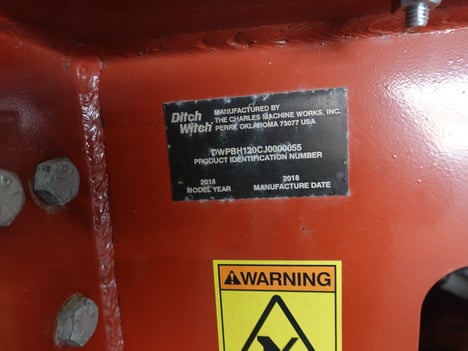 Ditch Witch
MANUFACTURED BY
THE CHARLES MACHINE WORKS, INC.
PERRY, OKLAHOMA 73077 USA
DWPBH120CJ0000055
PRODUCT IDENTIFICATION NUMBER
2018 2018
MODEL YEAR MANUFACTURE DATE
WARNING